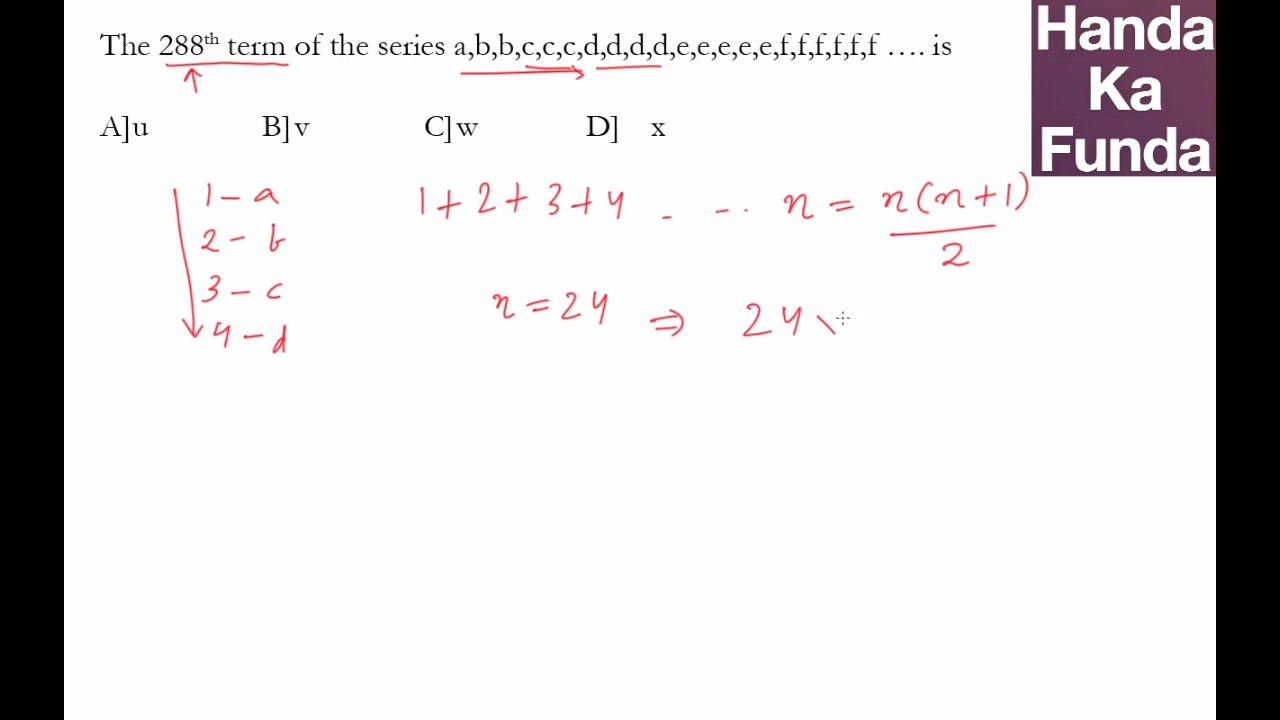 The 288th term of the series a,b,b,c,c,c,d,d,d,d,e,e,e,e,e,f,f,f,f,f,f .... is
A]u B]v C]w D] x
Handa
Ka
Funda
1 - a
2 - b
3 - c
4 - d
1 + 2 + 3 + 4 - - . n = n(n+1)
2
n = 24 ⇒ 24